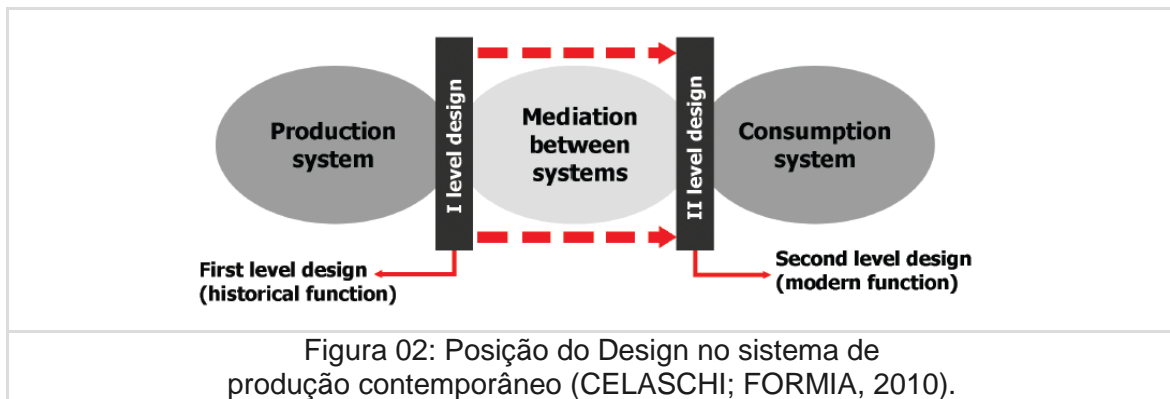 Production
system
I level design
Mediation
between
systems
II level design
Consumption
system
First level design
(historical function)
Second level design
(modern function)
Figura 02: Posição do Design no sistema de
produção contemporâneo (CELASCHI; FORMIA, 2010).